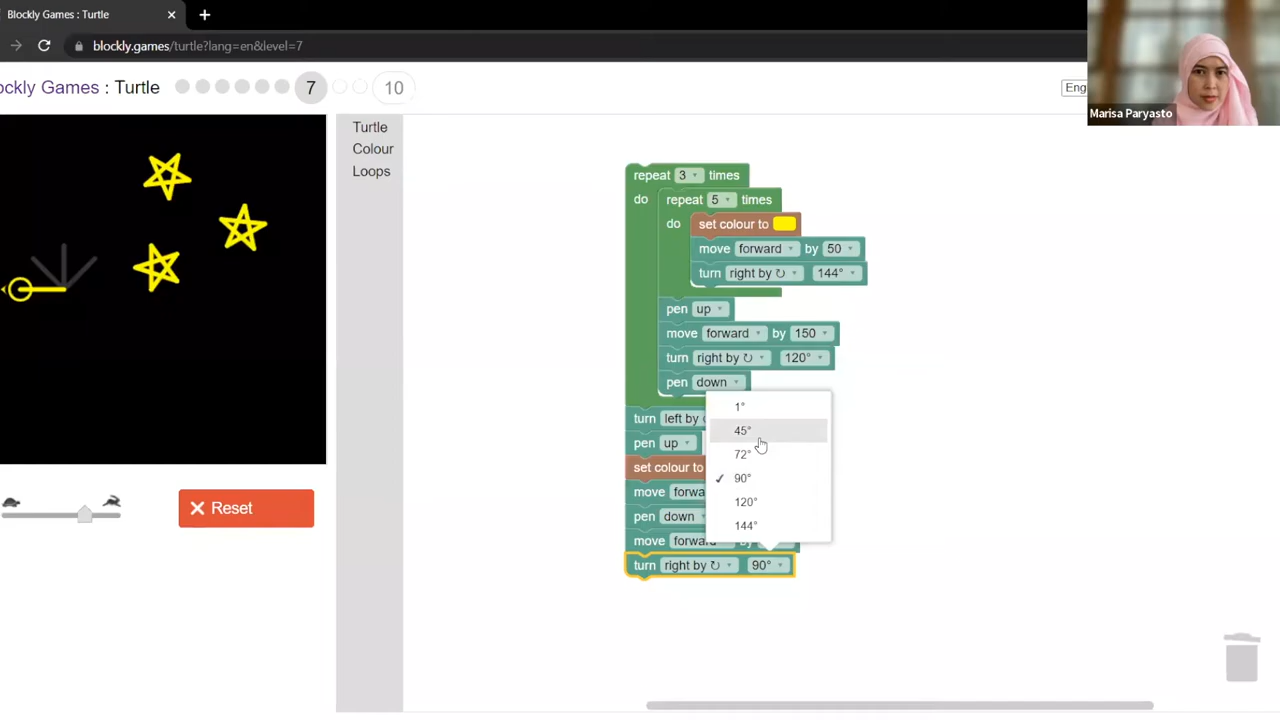 Blockly Games : Turtle
blockly.games/turtle?lang=en&level=7
ockly Games : Turtle
7
10
Eng
Marisa Paryasto
Turtle
Colour
Loops
repeat 3 times
do repeat 5 times
do set colour to
move forward by 50
turn right by ↻ 144°
pen up
move forward by 150
turn right by ↻ 120°
pen down
turn left by
pen up
set colour to
move forwa
pen down
move forward by
turn right by ↻ 90°
1°
45°
72°
✓ 90°
120°
144°
Reset